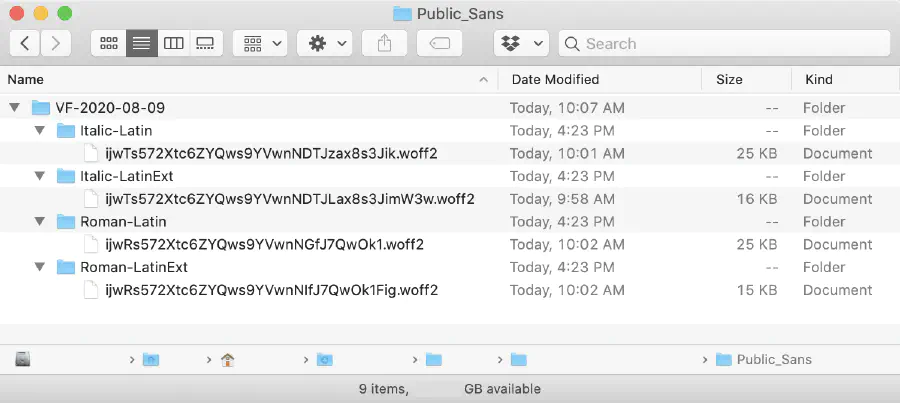 Public_Sans
Search
Name Date Modified Size Kind
VF-2020-08-09 Today, 10:07 AM -- Folder
Italic-Latin Today, 4:23 PM -- Folder
ijwTs572Xtc6ZYQws9YVwnNDTJzax8s3Jik.woff2 Today, 10:01 AM 25 KB Document
Italic-LatinExt Today, 4:23 PM -- Folder
ijwTs572Xtc6ZYQws9YVwnNDTJLax8s3JimW3w.woff2 Today, 9:58 AM 16 KB Document
Roman-Latin Today, 4:23 PM -- Folder
ijwRs572Xtc6ZYQws9YVwnNGfJ7QwOk1.woff2 Today, 10:02 AM 25 KB Document
Roman-LatinExt Today, 4:23 PM -- Folder
ijwRs572Xtc6ZYQws9YVwnNIfJ7QwOk1Fig.woff2 Today, 10:02 AM 15 KB Document
Public_Sans
9 items, GB available